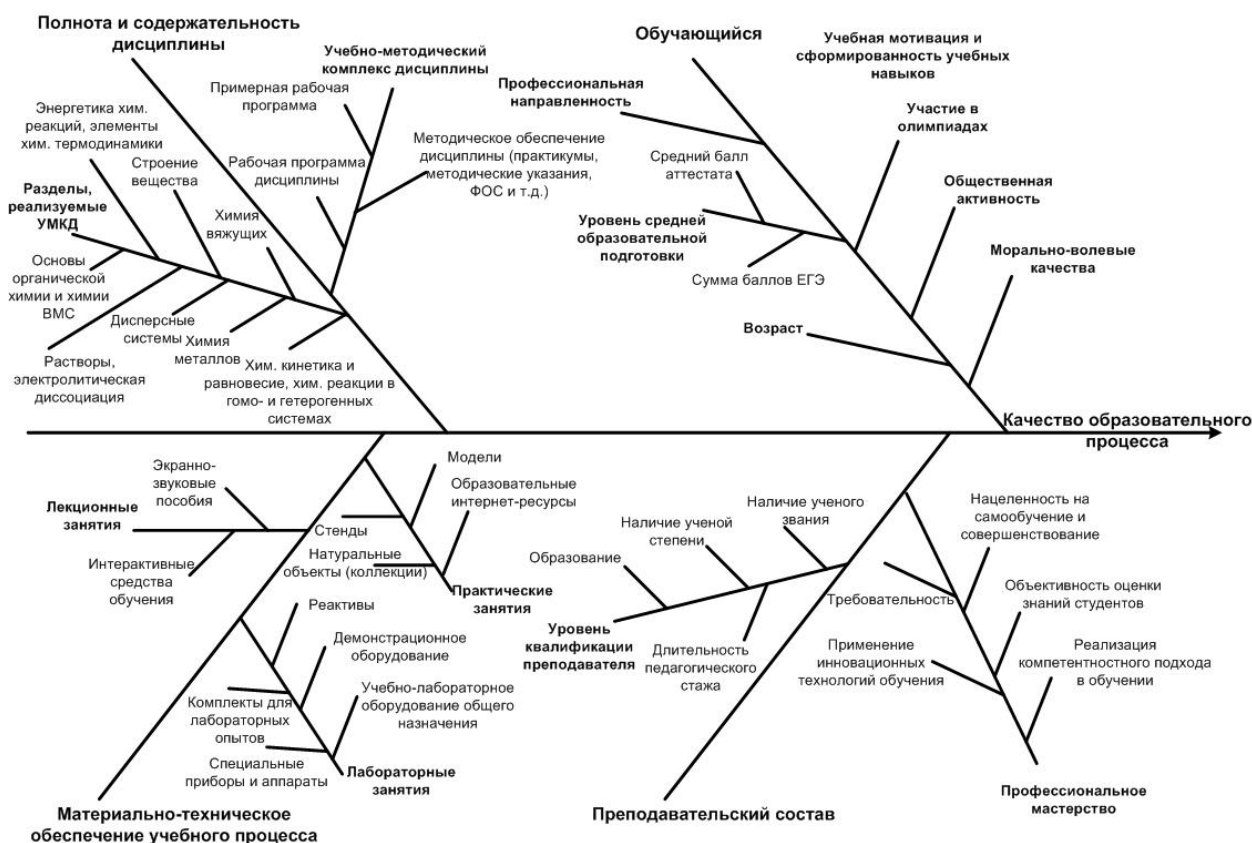 Полнота и содержательность
дисциплины
Учебно-методический
комплекс дисциплины
Примерная рабочая
программа
Энергетика хим.
реакций, элементы
хим. термодинамики
Методическое обеспечение
дисциплины (практикумы,
методические указания,
ФОС и т.д.)
Строение
вещества
Рабочая программа
дисциплины
Разделы,
реализуемые
УМКД
Химия
вяжущих
Основы
органической
химии и химии
ВМС
Дисперсные
системы
Химия
металлов
Растворы,
электролитическая
диссоциация
Хим. кинетика и
равновесие, хим. реакции в
гомо- и гетерогенных
системах
Обучающийся
Учебная мотивация и
сформированность учебных
навыков
Профессиональная
направленность
Участие в
олимпиадах
Средний балл
аттестата
Общественная
активность
Уровень средней
образовательной
подготовки
Сумма баллов ЕГЭ
Морально-волевые
качества
Возраст
Качество образовательного
процесса
Экранно-
звуковые
пособия
Модели
Образовательные
интернет-ресурсы
Лекционные
занятия
Стенды
Интерактивные
средства
обучения
Натуральные
объекты (коллекции)
Практические
занятия
Реактивы
Демонстрационное
оборудование
Учебно-лабораторное
оборудование общего
назначения
Комплекты для
лабораторных
опытов
Специальные
приборы и аппараты
Лабораторные
занятия
Материально-техническое
обеспечение учебного процесса
Наличие ученого
звания
Наличие ученой
степени
Образование
Уровень
квалификации
преподавателя
Длительность
педагогического
стажа
Нацеленность на
самообучение и
совершенствование
Требовательность
Объективность оценки
знаний студентов
Применение
инновационных
технологий обучения
Реализация
компетентностного подхода
в обучении
Профессиональное
мастерство
Преподавательский состав